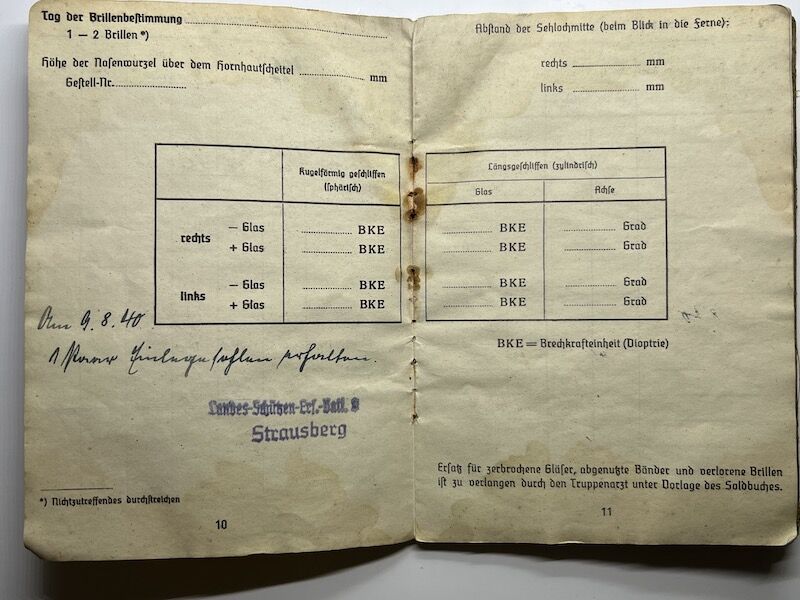 Tag der Brillenbestimmung
1 – 2 Brillen *)
Höhe der Nasenwurzel über dem Hornhautscheitel mm
Gestell-Nr.
Kugelförmig geschliffen
(sphärisch)
rechts
– Glas BKE
+ Glas BKE
links
– Glas BKE
+ Glas BKE
Am 9.8.40
1 Paar Einlegesohlen erhalten.
Landes-Schützen-Ers.-Batl.
Strausberg
*) Nichtzutreffendes durchstreichen
10
Abstand der Sehlochmitte (beim Blick in die Ferne):
rechts mm
links mm
Längsgeschliffen (zylindrisch)
Glas Achse
BKE Grad
BKE Grad
BKE Grad
BKE Grad
BKE = Brechkrafteinheit (Dioptrie)
Ersatz für zerbrochene Gläser, abgenutzte Bänder und verlorene Brillen
ist zu verlangen durch den Truppenarzt unter Vorlage des Soldbuches.
11